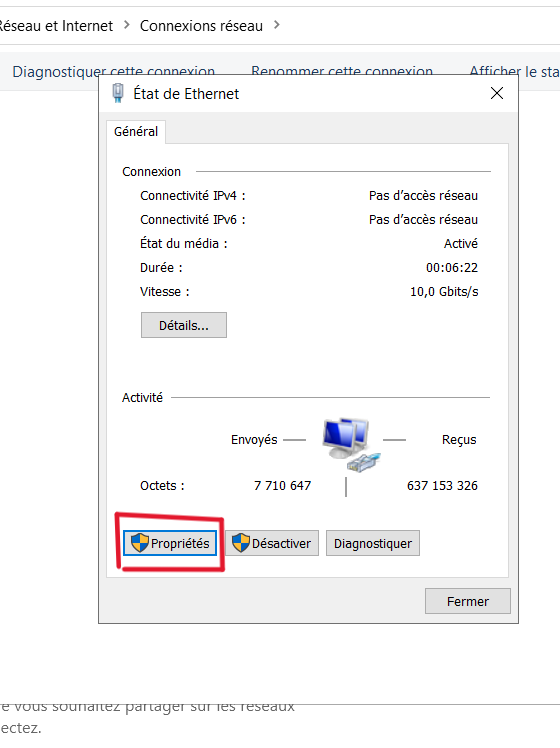 Réseau et Internet > Connexions réseau >
Diagnostiquer cette connexion Renommer cette connexion Afficher le sta
État de Ethernet
Général
Connexion
Connectivité IPv4 : Pas d’accès réseau
Connectivité IPv6 : Pas d’accès réseau
État du média : Activé
Durée : 00:06:22
Vitesse : 10,0 Gbits/s
Détails...
Activité
Envoyés Reçus
Octets : 7 710 647 637 153 326
Propriétés Désactiver Diagnostiquer
Fermer
e vous souhaitez partager sur les réseaux
ectez.